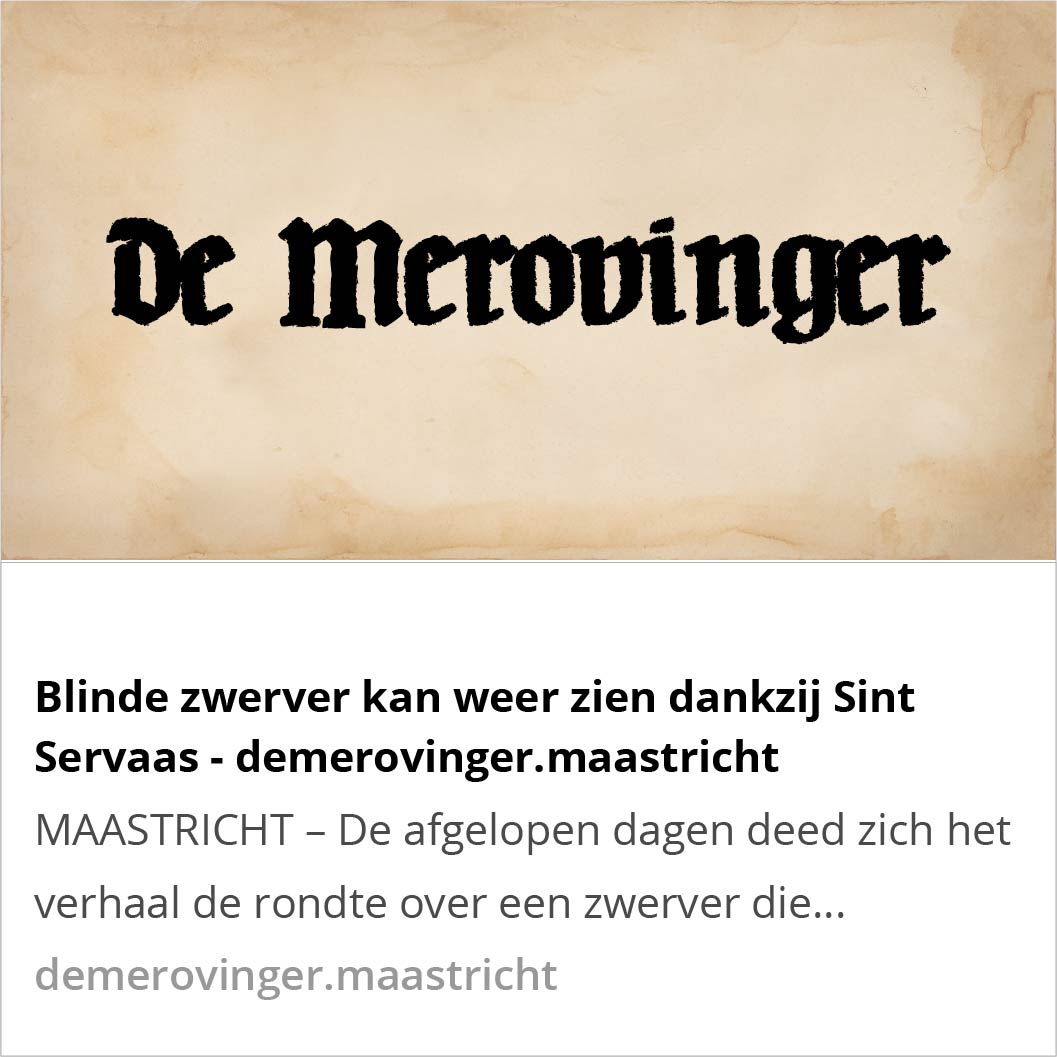 De Merovinger
Blinde zwerver kan weer zien dankzij Sint
Servaas - demerovinger.maastricht
MAASTRICHT – De afgelopen dagen deed zich het
verhaal de rondte over een zwerver die...
demerovinger.maastricht